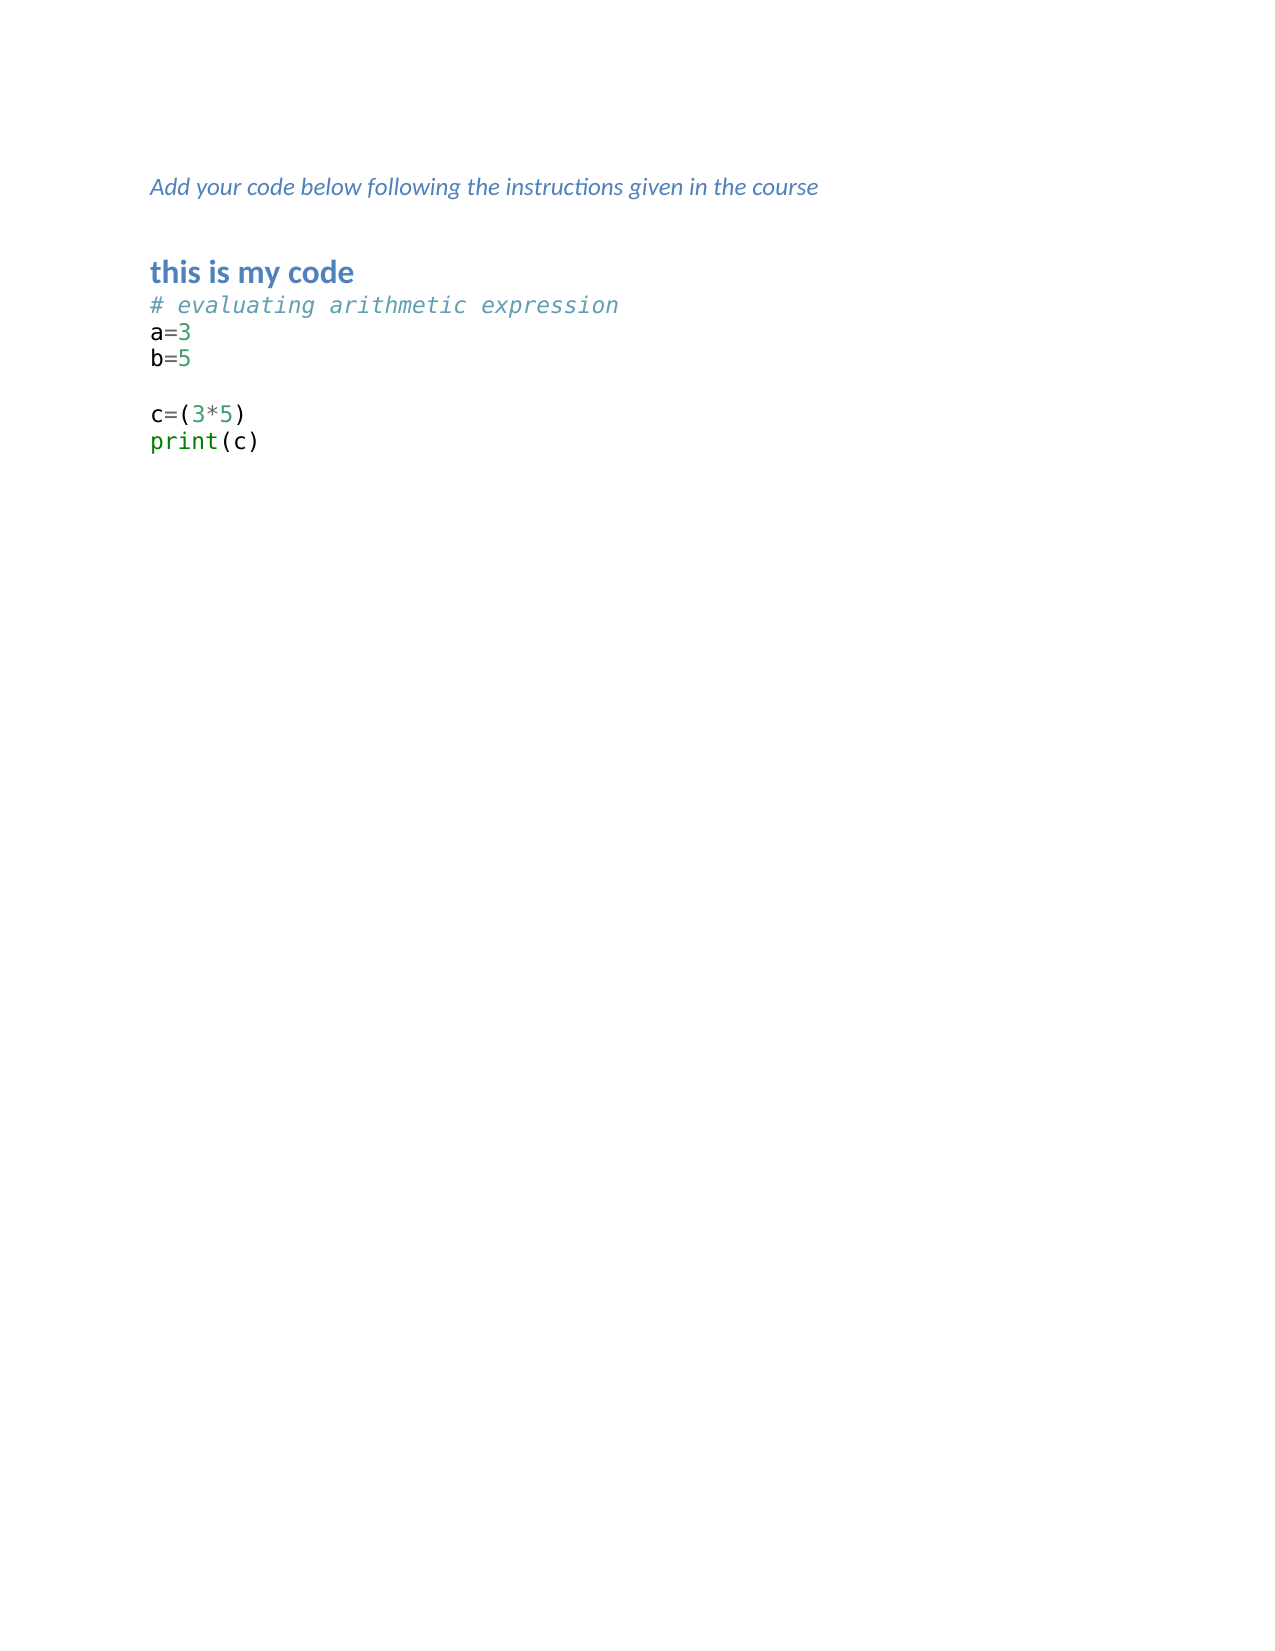 Add your code below following the instructions given in the course
this is my code
# evaluating arithmetic expression
a=3
b=5
c=(3*5)
print(c)